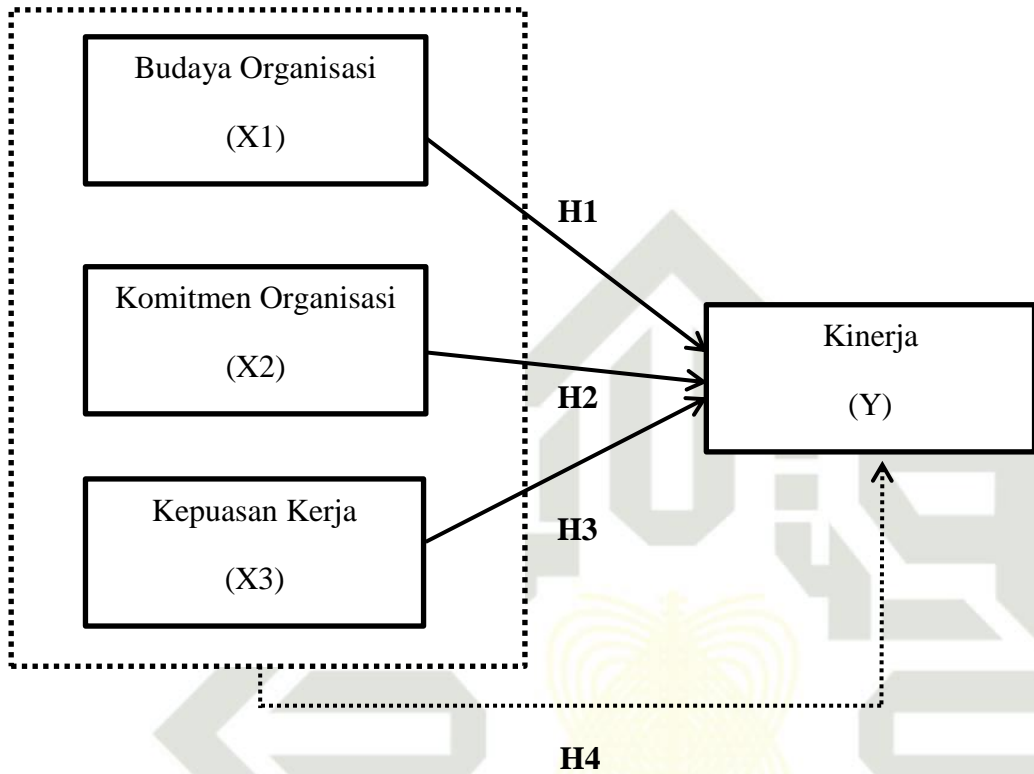 Budaya Organisasi
(X1)
H1
Komitmen Organisasi
(X2)
Kinerja
(Y)
H2
Kepuasan Kerja
(X3)
H3
H4